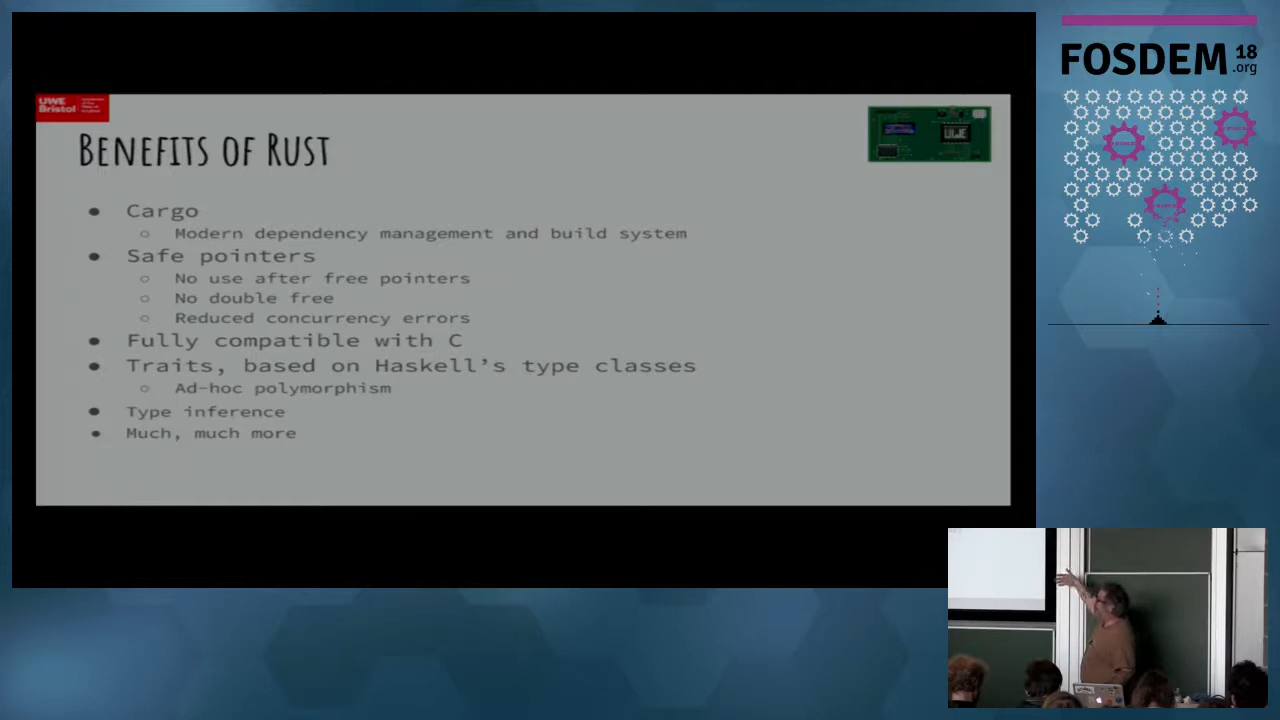 FOSDEM 18
.org
UWE
Bristol
UWE
Benefits of Rust
Cargo
Modern dependency management and build system
Safe pointers
No use after free pointers
No double free
Reduced concurrency errors
Fully compatible with C
Traits, based on Haskell's type classes
Ad-hoc polymorphism
Type inference
Much, much more